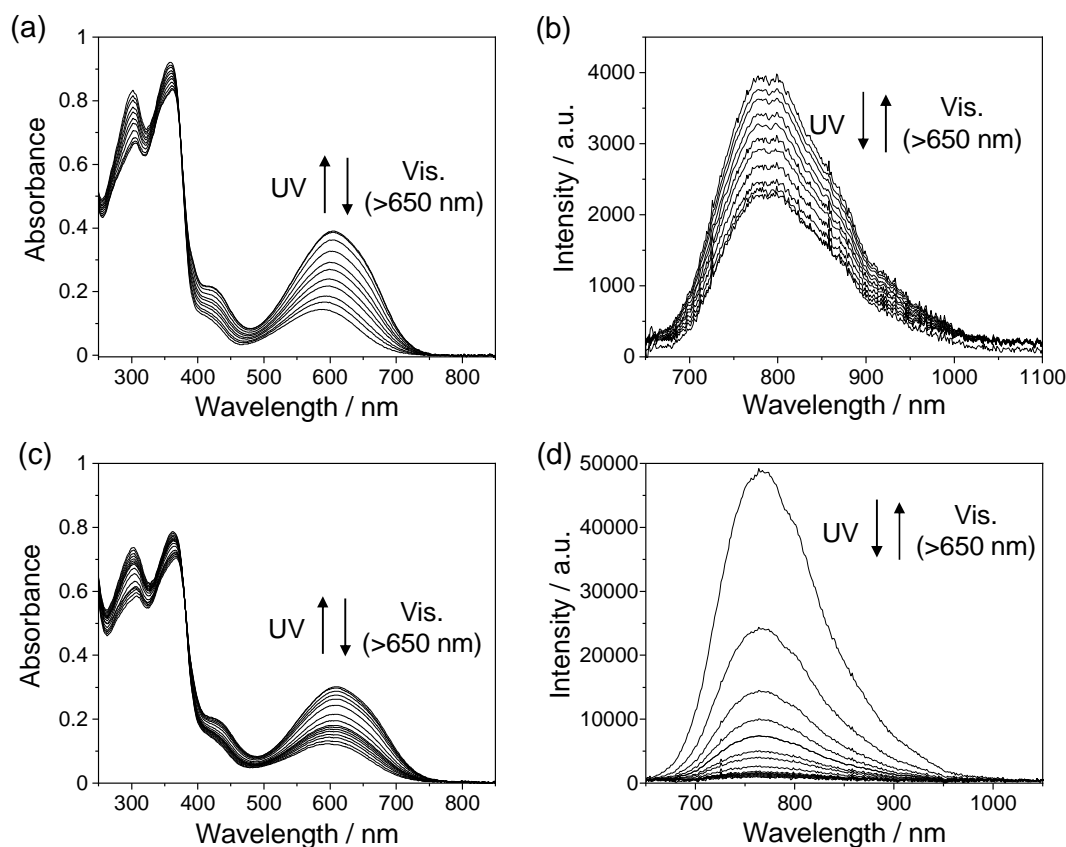 (a)
1
0.8
0.6
0.4
0.2
0
Absorbance
UV
Vis.
(>650 nm)
300 400 500 600 700 800
Wavelength / nm
(b)
4000
3000
2000
1000
0
Intensity / a.u.
UV
Vis.
(>650 nm)
700 800 900 1000 1100
Wavelength / nm
(c)
1
0.8
0.6
0.4
0.2
0
Absorbance
UV
Vis.
(>650 nm)
300 400 500 600 700 800
Wavelength / nm
(d)
50000
40000
30000
20000
10000
0
Intensity / a.u.
UV
Vis.
(>650 nm)
700 800 900 1000
Wavelength / nm